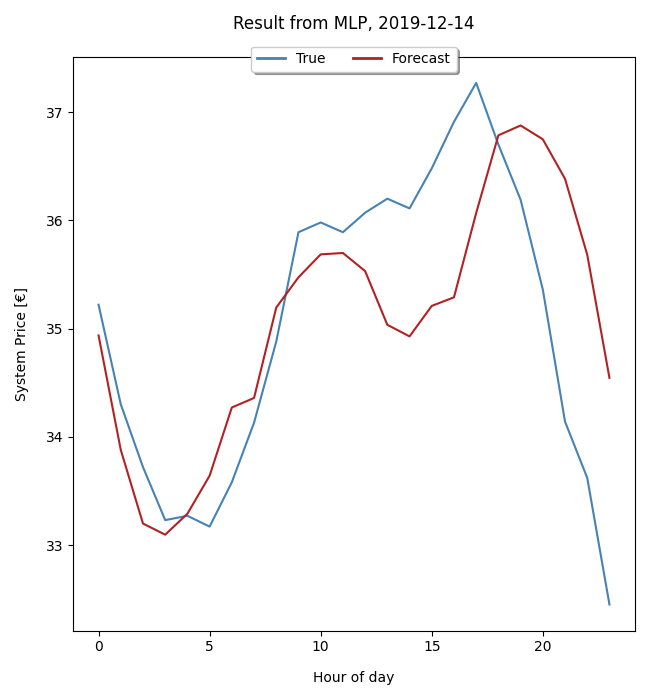 Result from MLP, 2019-12-14
True Forecast
37
36
35
34
33
System Price [€]
0 5 10 15 20
Hour of day